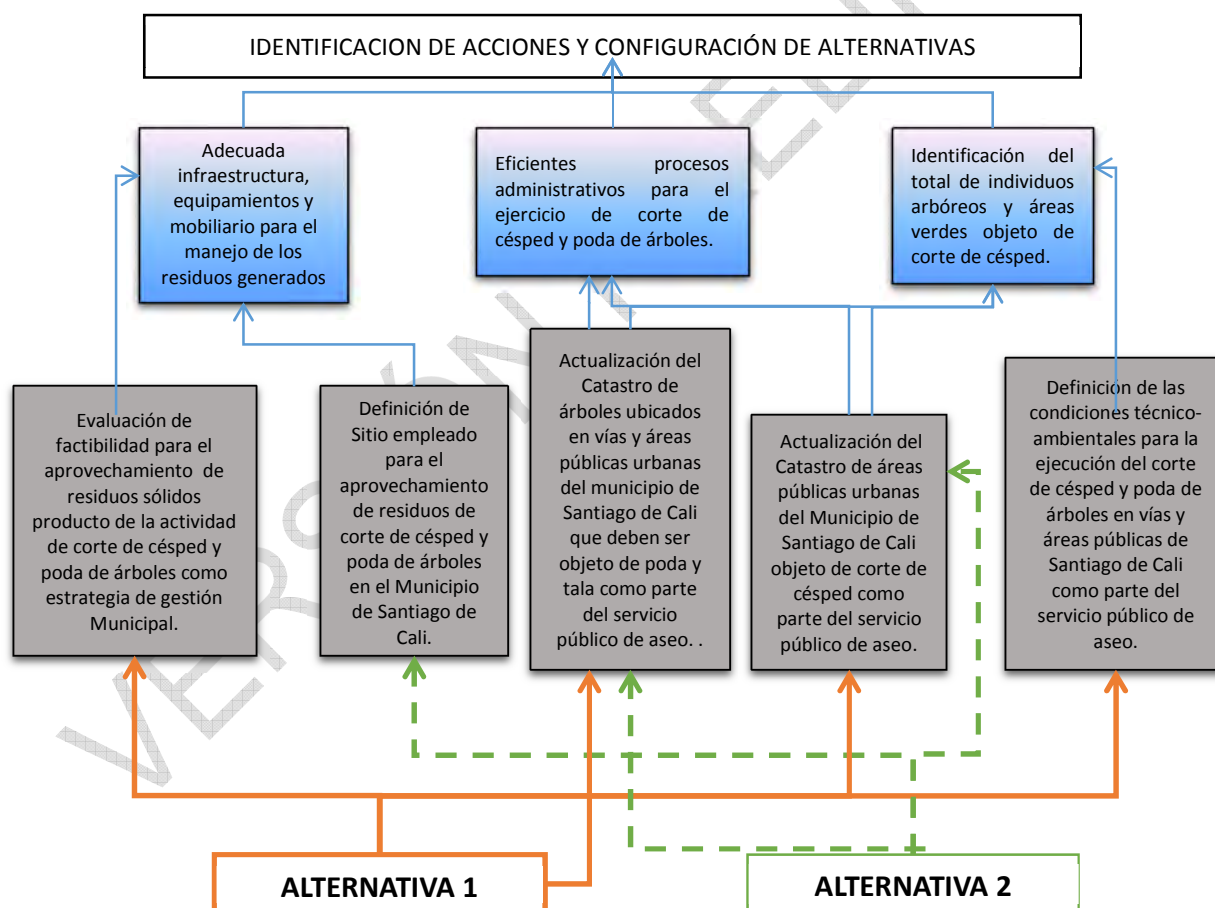 IDENTIFICACION DE ACCIONES Y CONFIGURACIÓN DE ALTERNATIVAS
Adecuada
infraestructura,
equipamientos y
mobiliario para el
manejo de los
residuos generados
Eficientes procesos
administrativos para el
ejercicio de corte de
césped y poda de árboles.
Identificación del
total de individuos
arbóreos y áreas
verdes objeto de
corte de césped.
Evaluación de
factibilidad para el
aprovechamiento de
residuos sólidos
producto de la actividad
de corte de césped y
poda de árboles como
estrategia de gestión
Municipal.
Definición de
Sitio empleado
para el
aprovechamiento
de residuos de
corte de césped y
poda de árboles
en el Municipio
de Santiago de
Cali.
Actualización del
Catastro de
árboles ubicados
en vías y áreas
públicas urbanas
del municipio de
Santiago de Cali
que deben ser
objeto de poda y
tala como parte
del servicio
público de aseo. .
Actualización del
Catastro de áreas
públicas urbanas
del Municipio de
Santiago de Cali
objeto de corte de
césped como
parte del servicio
público de aseo.
Definición de las
condiciones técnico-
ambientales para la
ejecución del corte
de césped y poda de
árboles en vías y
áreas públicas de
Santiago de Cali
como parte del
servicio público de
aseo.
ALTERNATIVA 1
ALTERNATIVA 2
VERSIÓN